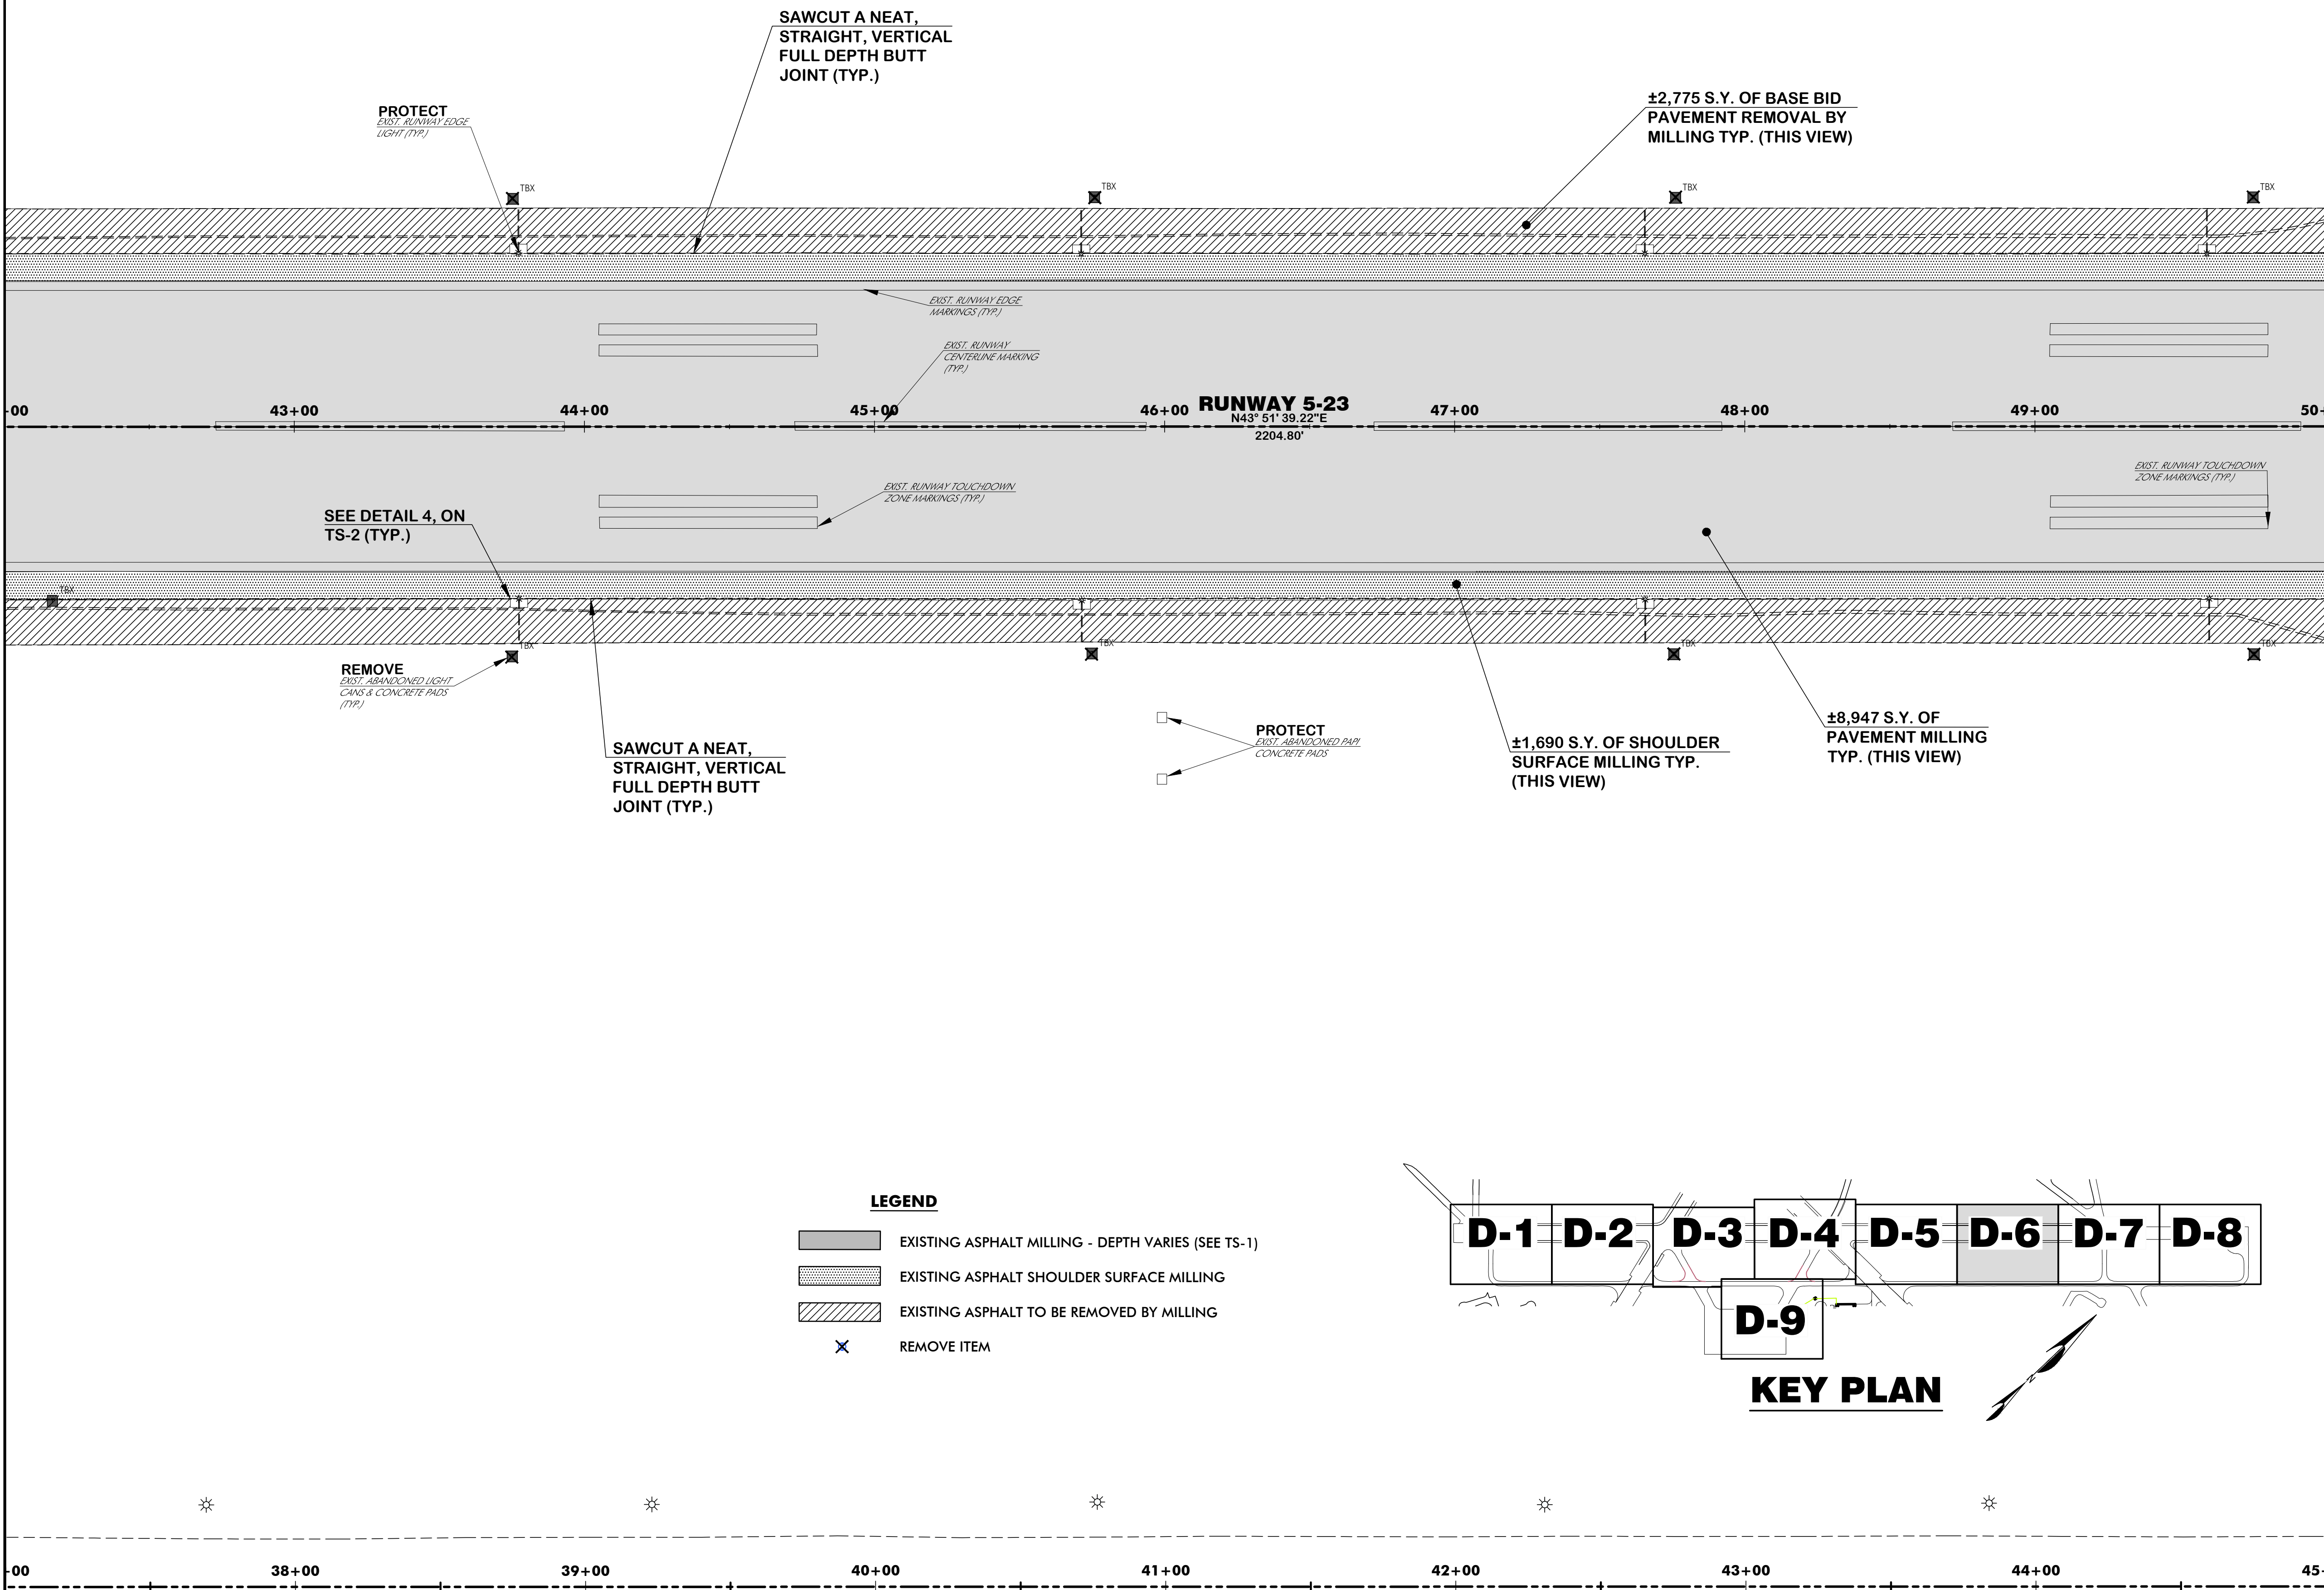 SAWCUT A NEAT,
STRAIGHT, VERTICAL
FULL DEPTH BUTT
JOINT (TYP.)
PROTECT
EXIST. RUNWAY EDGE
LIGHT (TYP.)
±2,775 S.Y. OF BASE BID
PAVEMENT REMOVAL BY
MILLING TYP. (THIS VIEW)
TBX
TBX
TBX
TBX
EXIST. RUNWAY EDGE
MARKINGS (TYP.)
EXIST. RUNWAY
CENTERLINE MARKING
(TYP.)
+00
43+00
44+00
45+00
46+00
RUNWAY 5-23
47+00
48+00
49+00
50+
N43° 51' 39.22"E
2204.80'
EXIST. RUNWAY TOUCHDOWN
ZONE MARKINGS (TYP.)
EXIST. RUNWAY TOUCHDOWN
ZONE MARKINGS (TYP.)
SEE DETAIL 4, ON
TS-2 (TYP.)
TBX
TBX
TBX
TBX
TBX
REMOVE
EXIST. ABANDONED LIGHT
CANS & CONCRETE PADS
(TYP.)
SAWCUT A NEAT,
STRAIGHT, VERTICAL
FULL DEPTH BUTT
JOINT (TYP.)
PROTECT
EXIST. ABANDONED PAPI
CONCRETE PADS
±1,690 S.Y. OF SHOULDER
SURFACE MILLING TYP.
(THIS VIEW)
±8,947 S.Y. OF
PAVEMENT MILLING
TYP. (THIS VIEW)
LEGEND
EXISTING ASPHALT MILLING - DEPTH VARIES (SEE TS-1)
EXISTING ASPHALT SHOULDER SURFACE MILLING
EXISTING ASPHALT TO BE REMOVED BY MILLING
REMOVE ITEM
D-1
D-2
D-3
D-4
D-5
D-6
D-7
D-8
D-9
N
KEY PLAN
+00
38+00
39+00
40+00
41+00
42+00
43+00
44+00
45+